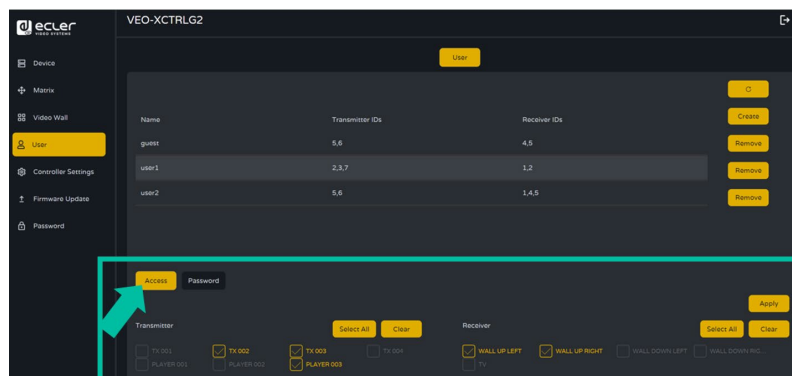 ecler
VIDEO SYSTEMS
VEO-XCTRLG2
Device
Matrix
Video Wall
User
Controller Settings
Firmware Update
Password
User
Name Transmitter IDs Receiver IDs Create
guest 5,6 4,5 Remove
user1 2,3,7 1,2 Remove
user2 5,6 1,4,5 Remove
Access Password
Apply
Transmitter Select All Clear Receiver Select All Clear
TX 001 TX 002 TX 003 TX 004 WALL UP LEFT WALL UP RIGHT WALL DOWN LEFT WALL DOWN RIG...
PLAYER 001 PLAYER 002 PLAYER 003 TV